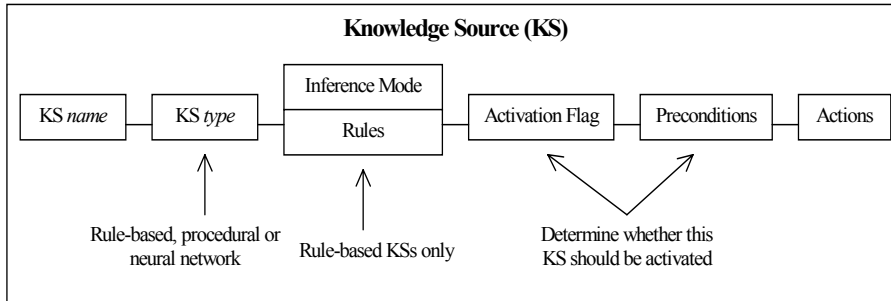 Knowledge Source (KS)
Inference Mode
KS name
KS type
Rules
Activation Flag
Preconditions
Actions
Rule-based, procedural or
neural network
Rule-based KSs only
Determine whether this
KS should be activated